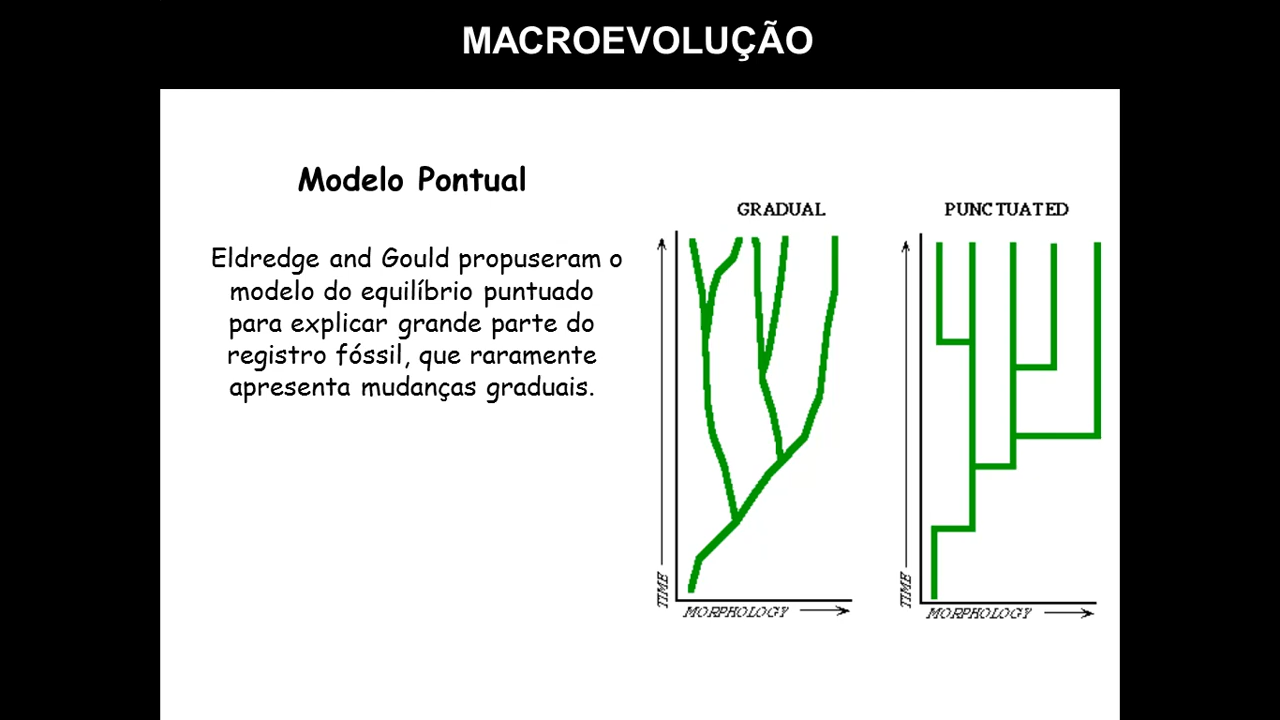 MACROEVOLUÇÃO
Modelo Pontual
Eldredge and Gould propuseram o
modelo do equilíbrio puntuado
para explicar grande parte do
registro fóssil, que raramente
apresenta mudanças graduais.
GRADUAL
TIME
MORPHOLOGY
PUNCTUATED
TIME
MORPHOLOGY